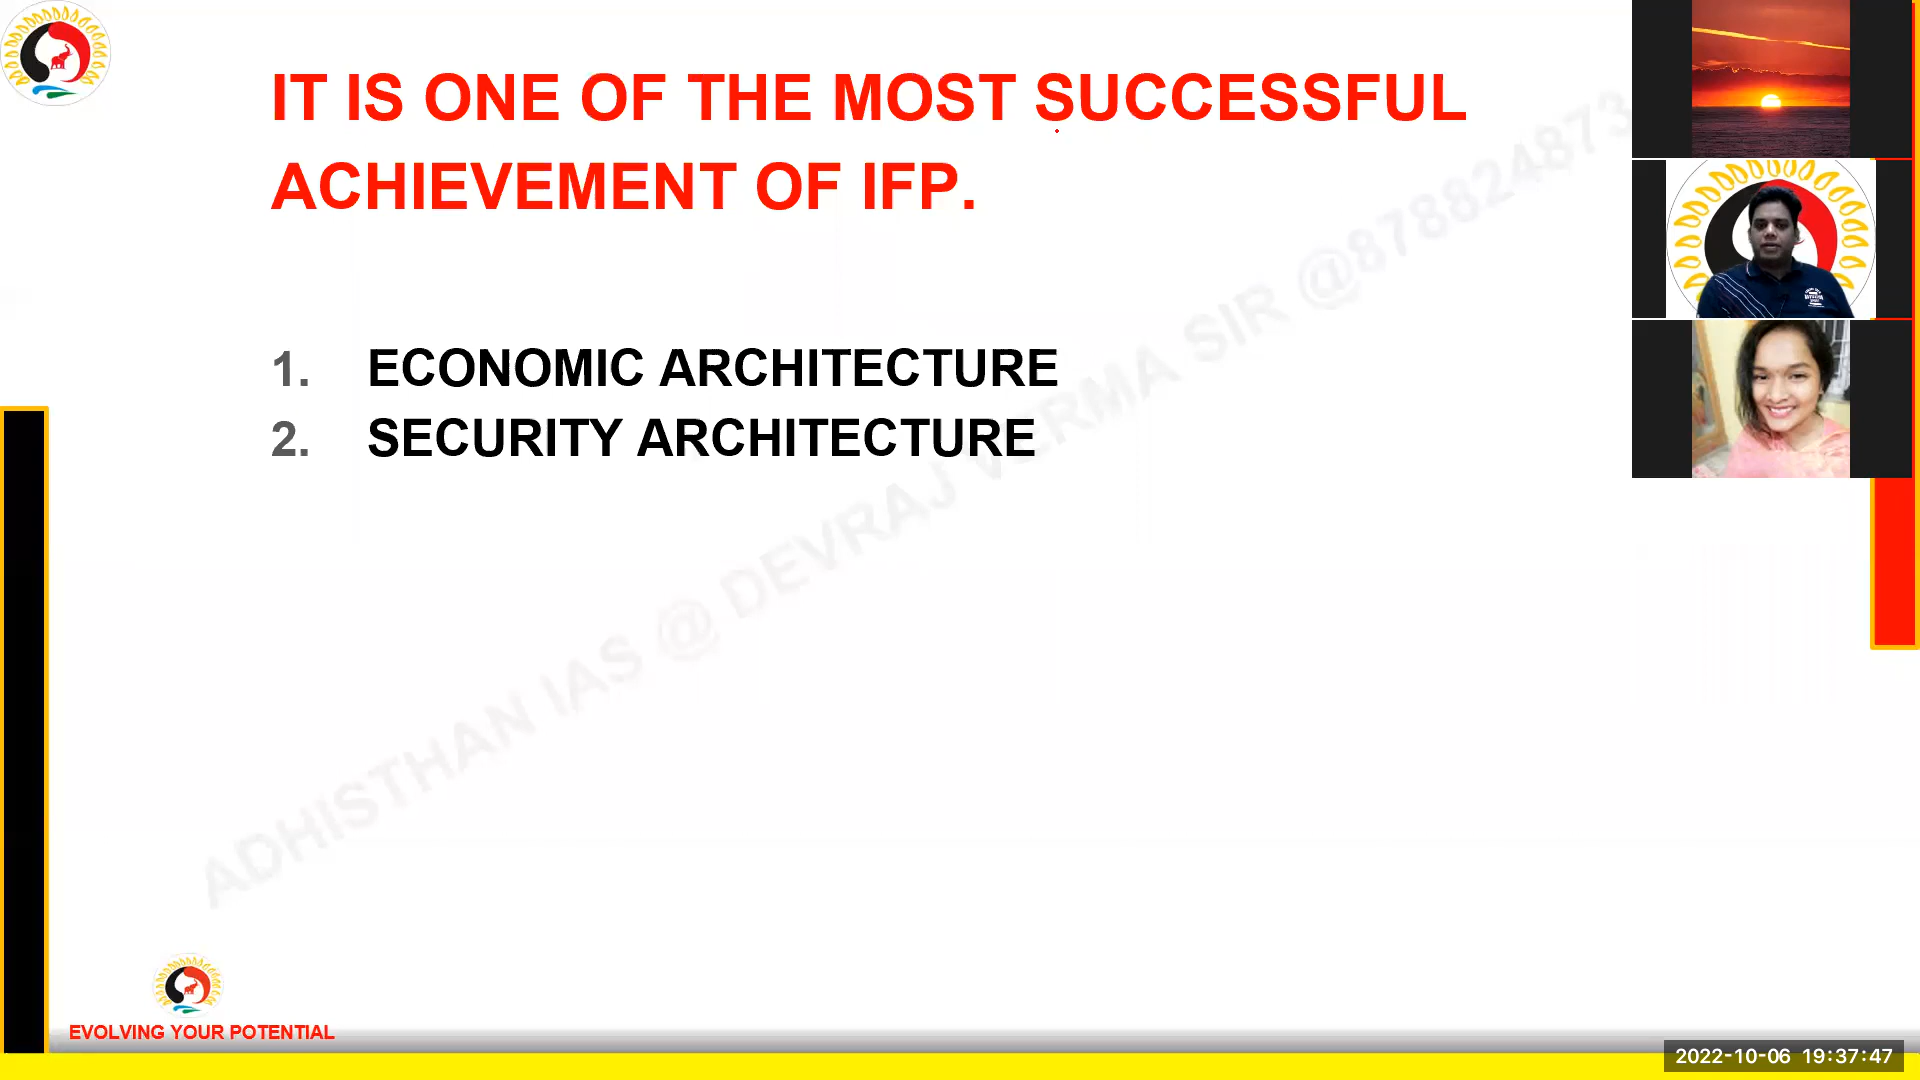 IT IS ONE OF THE MOST SUCCESSFUL
ACHIEVEMENT OF IFP.
1. ECONOMIC ARCHITECTURE
2. SECURITY ARCHITECTURE
ADHISTHAN IAS @ DEVRAJ VERMA SIR @878824873
EVOLVING YOUR POTENTIAL
2022-10-06 19:37:47